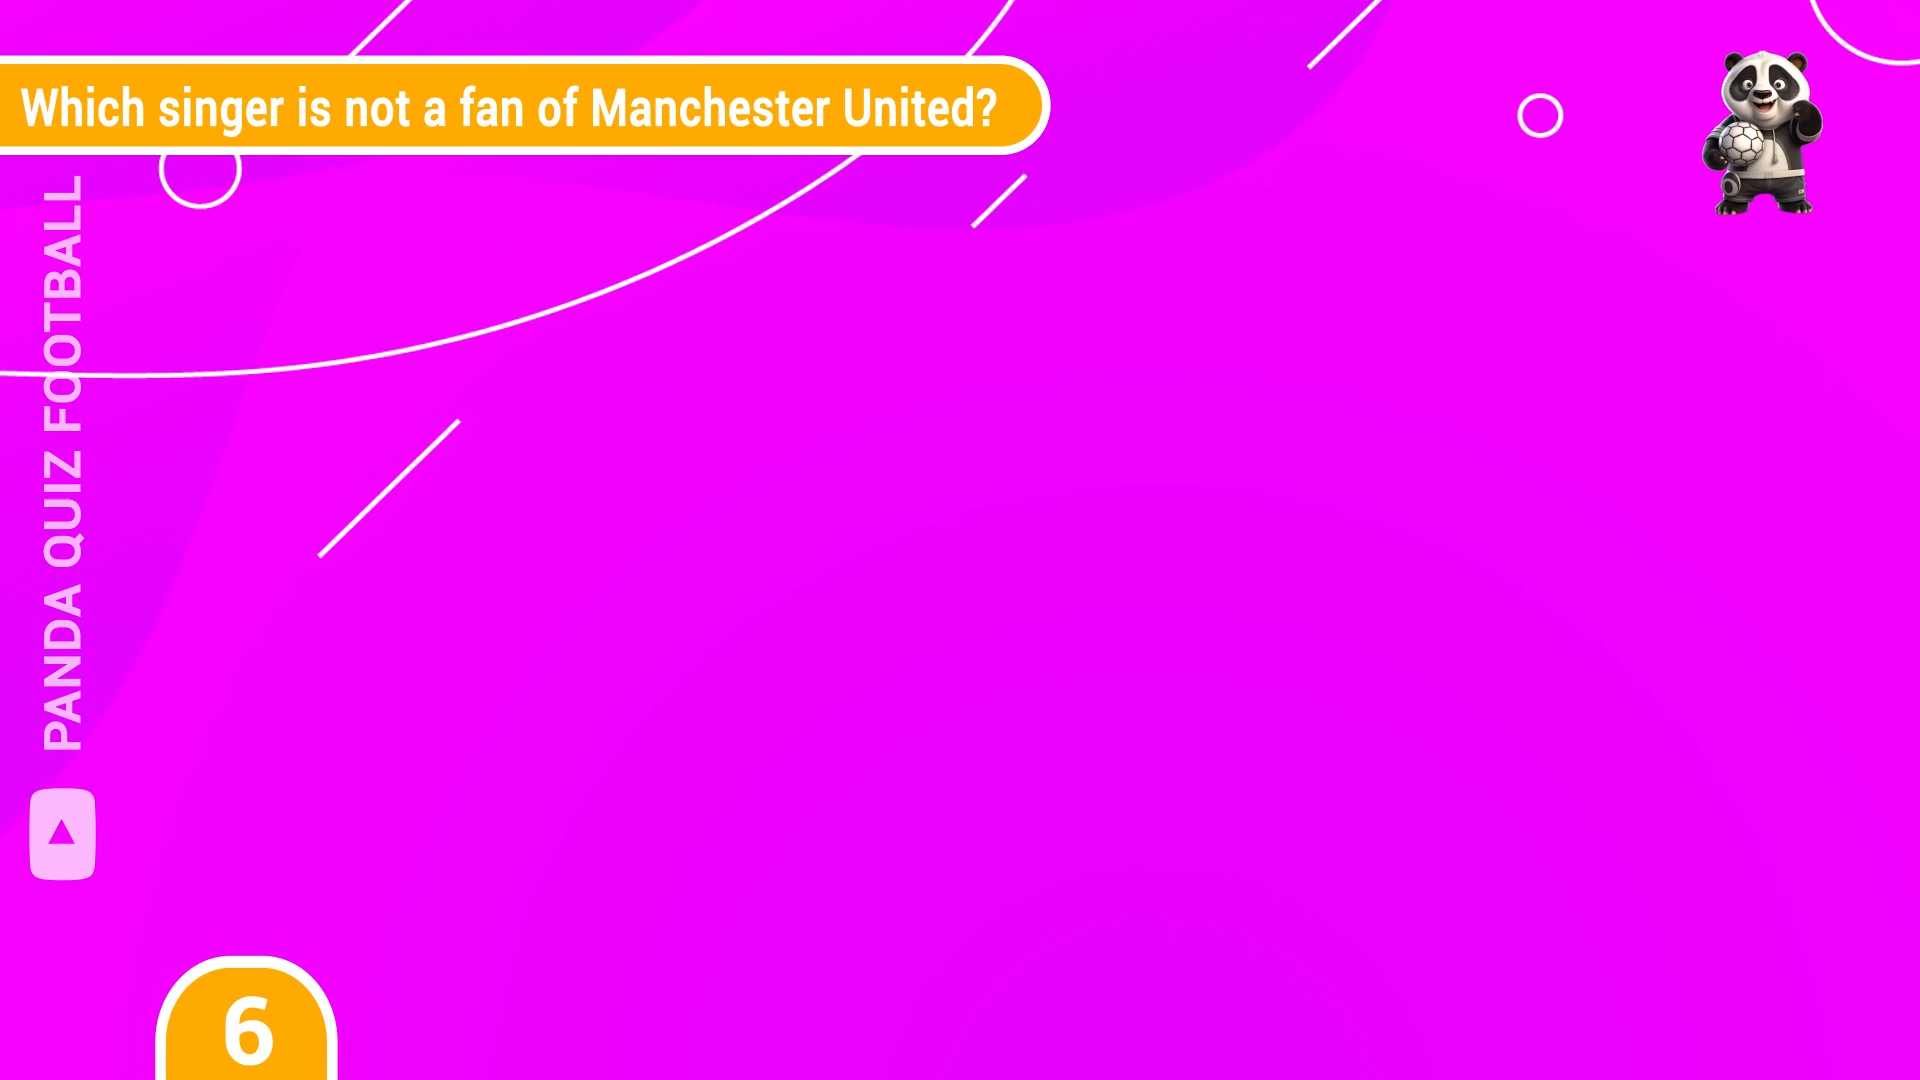 Which singer is not a fan of Manchester United?
PANDA QUIZ FOOTBALL
6